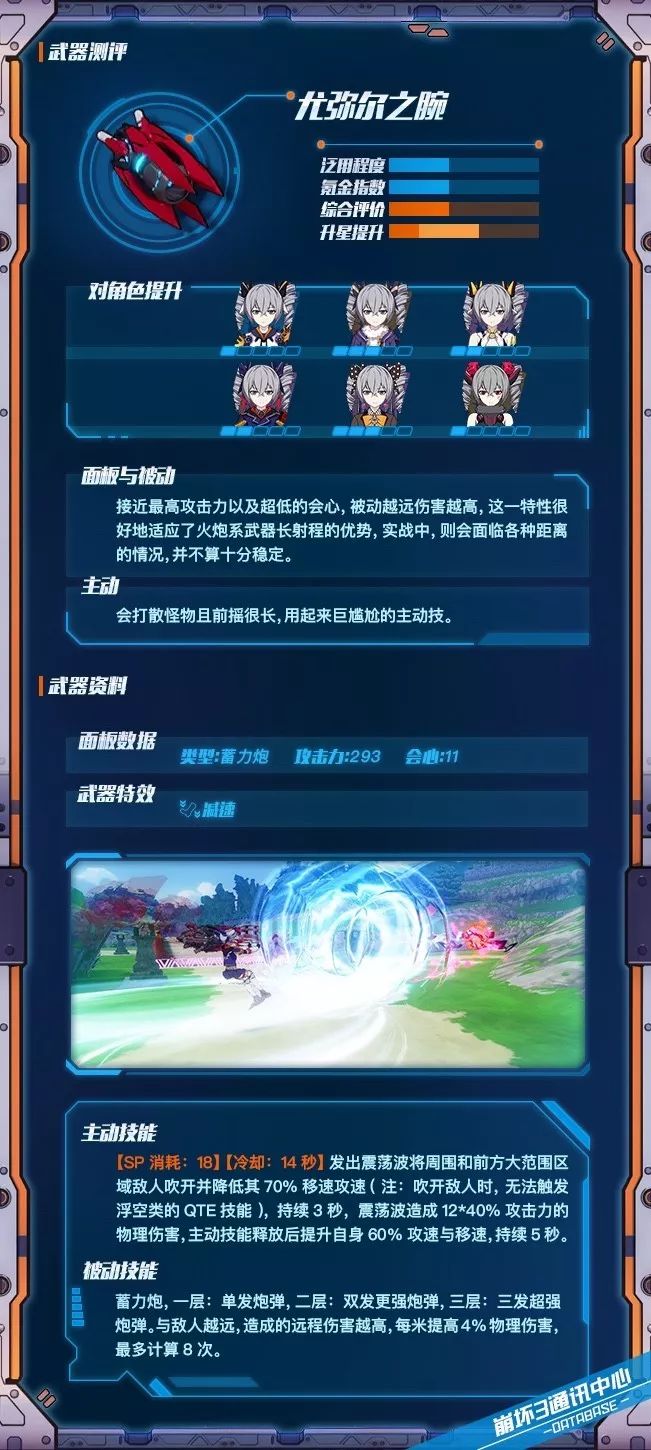 武器测评
尤弥尔之腕
泛用程度
氪金指数
综合评价
升星提升
对角色提升
面板与被动
接近最高攻击力以及超低的会心，被动越远伤害越高，这一特性很
好地适应了火炮系武器长射程的优势，实战中，则会面临各种距离
的情况，并不算十分稳定。
主动
会打散怪物且前摇很长，用起来巨尴尬的主动技。
武器资料
面板数据
类型:蓄力炮 攻击力:293 会心:11
武器特效
减速
主动技能
【SP 消耗：18】【冷却：14 秒】发出震荡波将周围和前方大范围区
域敌人吹开并降低其 70% 移速攻速（注：吹开敌人时，无法触发
浮空类的 QTE 技能），持续 3 秒，震荡波造成 12*40% 攻击力的
物理伤害，主动技能释放后提升自身 60% 攻速与移速，持续 5 秒。
被动技能
蓄力炮，一层：单发炮弹，二层：双发更强炮弹，三层：三发超强
炮弹。与敌人越远，造成的远程伤害越高，每米提高 4% 物理伤害，
最多计算 8 次。
崩坏3通讯中心
-DATABASE-